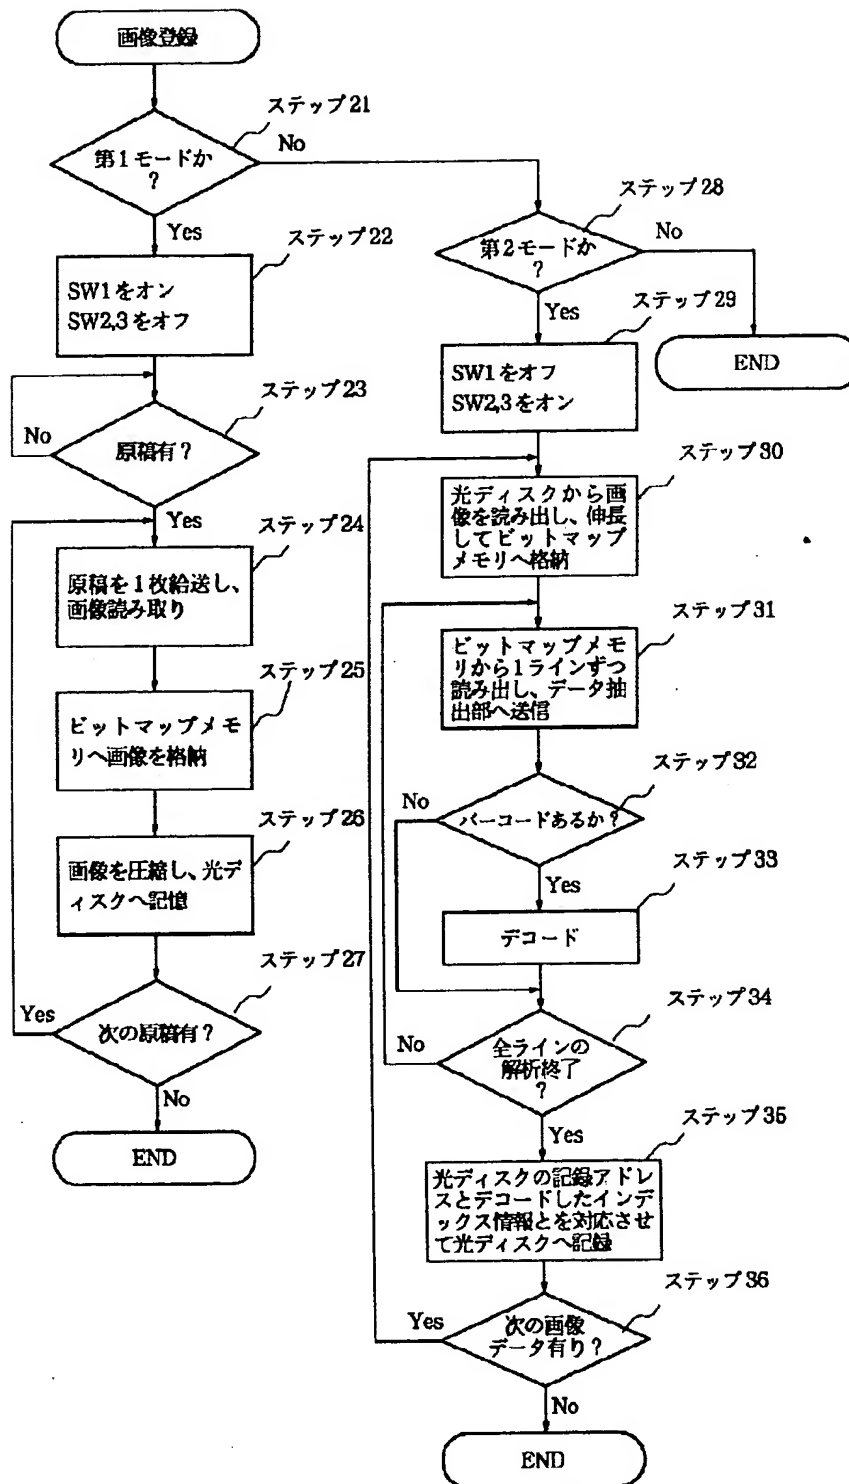 画像登録
ステップ21
第1モードか
?
No
Yes
ステップ22
SW1をオン
SW2,3をオフ
ステップ23
原稿有?
No
Yes
ステップ24
原稿を1枚給送し、
画像読み取り
ステップ25
ビットマップメモ
リへ画像を格納
ステップ26
画像を圧縮し、光デ
ィスクへ記憶
ステップ27
次の原稿有?
Yes
No
END
ステップ28
第2モードか
?
No
END
Yes
ステップ29
SW1をオフ
SW2,3をオン
ステップ30
光ディスクから画
像を読み出し、伸長
してビットマップ
メモリへ格納
ステップ31
ビットマップメモ
リから1ラインずつ
読み出し、データ抽
出部へ送信
ステップ32
バーコードあるか?
No
Yes
ステップ33
デコード
ステップ34
全ラインの
解析終了
?
No
Yes
ステップ35
光ディスクの記録アドレ
スとデコードしたインデ
ックス情報とを対応させ
て光ディスクへ記録
ステップ36
次の画像
データ有り?
Yes
No
END